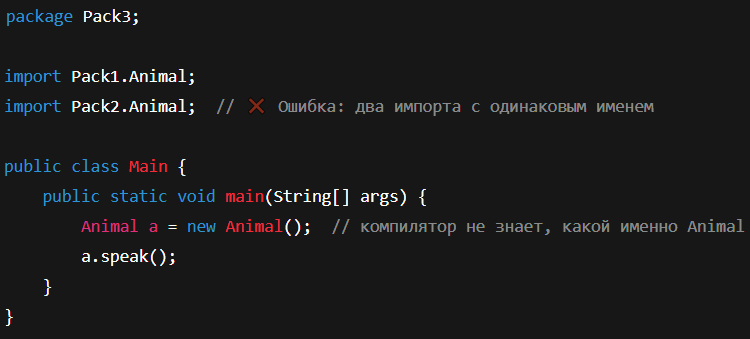 package Pack3;
import Pack1.Animal;
import Pack2.Animal;  // ❌ Ошибка: два импорта с одинаковым именем
public class Main {
    public static void main(String[] args) {
        Animal a = new Animal();  // компилятор не знает, какой именно Animal
        a.speak();
    }
}